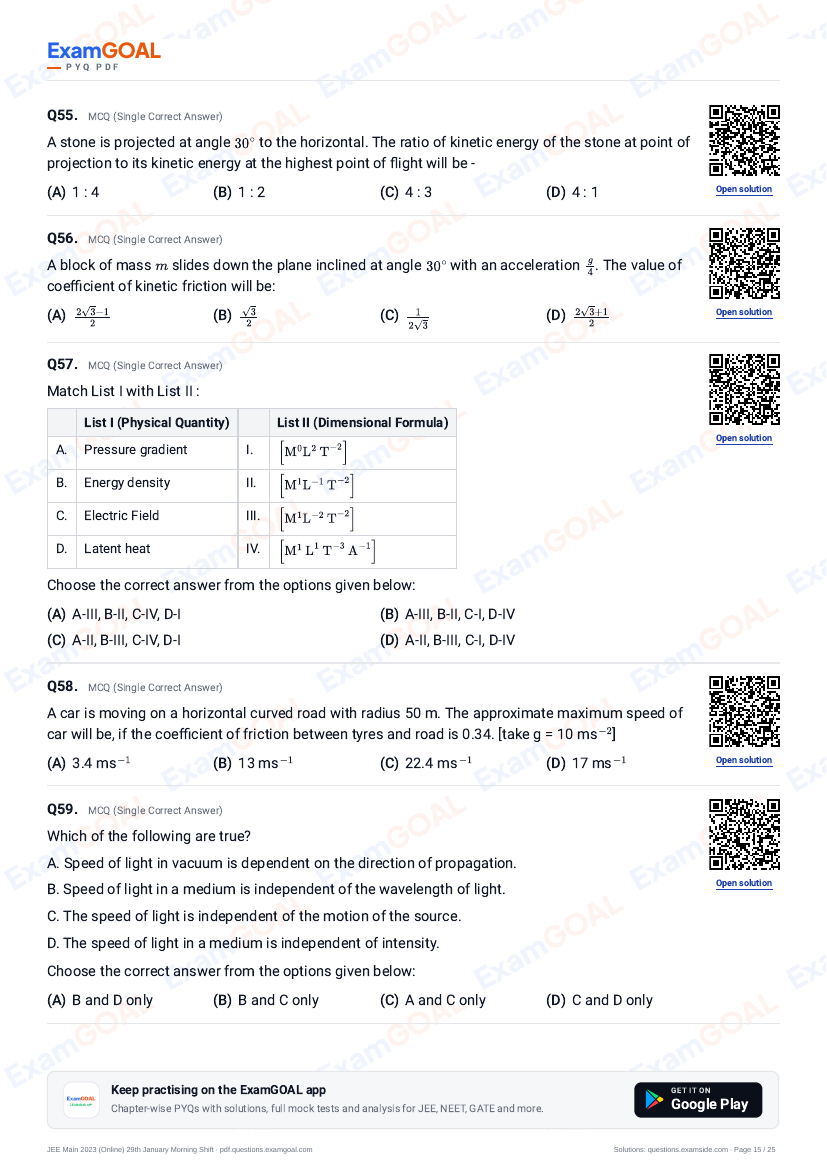 ExamGOAL
PYQ PDF
Q55. MCQ (Single Correct Answer)
A stone is projected at angle 30° to the horizontal. The ratio of kinetic energy of the stone at point of
projection to its kinetic energy at the highest point of flight will be -
(A) 1 : 4 (B) 1 : 2 (C) 4 : 3 (D) 4 : 1
Open solution
Q56. MCQ (Single Correct Answer)
A block of mass m slides down the plane inclined at angle 30° with an acceleration g/4. The value of
coefficient of kinetic friction will be:
(A) (2√3−1)/2 (B) √3/2 (C) 1/(2√3) (D) (2√3+1)/2
Open solution
Q57. MCQ (Single Correct Answer)
Match List I with List II :
List I (Physical Quantity) List II (Dimensional Formula)
A. Pressure gradient I. [M⁰L² T⁻²]
B. Energy density II. [M¹L⁻¹ T⁻²]
C. Electric Field III. [M¹L⁻² T⁻²]
D. Latent heat IV. [M¹ L¹ T⁻³ A⁻¹]
Open solution
Choose the correct answer from the options given below:
(A) A-III, B-II, C-IV, D-I (B) A-III, B-II, C-I, D-IV
(C) A-II, B-III, C-IV, D-I (D) A-II, B-III, C-I, D-IV
Q58. MCQ (Single Correct Answer)
A car is moving on a horizontal curved road with radius 50 m. The approximate maximum speed of
car will be, if the coefficient of friction between tyres and road is 0.34. [take g = 10 ms⁻²]
(A) 3.4 ms⁻¹ (B) 13 ms⁻¹ (C) 22.4 ms⁻¹ (D) 17 ms⁻¹
Open solution
Q59. MCQ (Single Correct Answer)
Which of the following are true?
A. Speed of light in vacuum is dependent on the direction of propagation.
B. Speed of light in a medium is independent of the wavelength of light.
C. The speed of light is independent of the motion of the source.
D. The speed of light in a medium is independent of intensity.
Open solution
Choose the correct answer from the options given below:
(A) B and D only (B) B and C only (C) A and C only (D) C and D only
ExamGOAL
Keep practising on the ExamGOAL app
Chapter-wise PYQs with solutions, full mock tests and analysis for JEE, NEET, GATE and more.
GET IT ON
Google Play
JEE Main 2023 (Online) 29th January Morning Shift · pdf.questions.examgoal.com
Solutions: questions.examside.com · Page 15 / 25